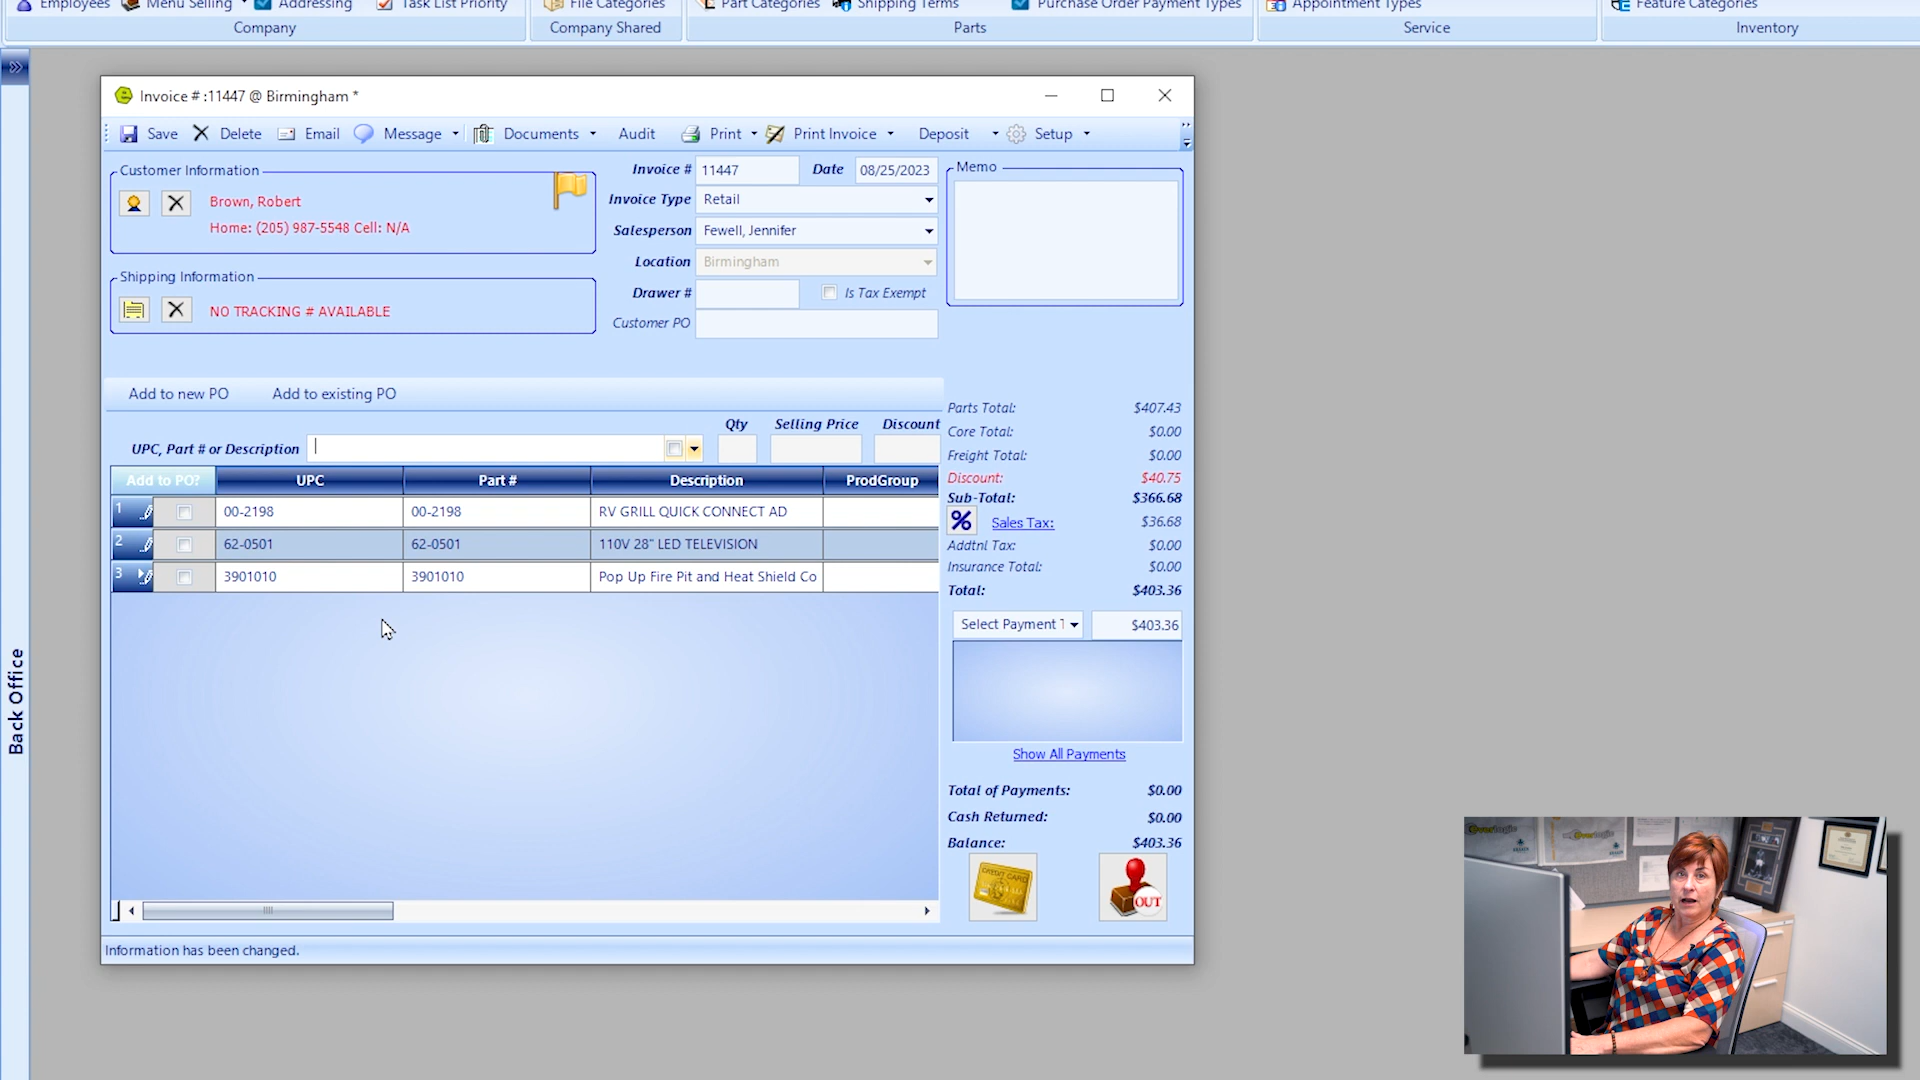 Employees Menu Selling Addressing Task List Priority File Categories Part Categories Shipping Terms Purchase Order Payment Types Appointment Types Feature Categories
Company Company Shared Parts Service Inventory
Invoice # :11447 @ Birmingham *
Save Delete Email Message Documents Audit Print Print Invoice Deposit Setup
Customer Information
Brown, Robert
Home: (205) 987-5548 Cell: N/A
Shipping Information
NO TRACKING # AVAILABLE
Invoice # 11447 Date 08/25/2023
Invoice Type Retail
Salesperson Fewell, Jennifer
Location Birmingham
Drawer # Is Tax Exempt
Customer PO
Memo
Add to new PO Add to existing PO
Qty Selling Price Discount
UPC, Part # or Description
Add to PO? UPC Part # Description ProdGroup
1 00-2198 00-2198 RV GRILL QUICK CONNECT AD
2 62-0501 62-0501 110V 28" LED TELEVISION
3 3901010 3901010 Pop Up Fire Pit and Heat Shield Co
Parts Total: $407.43
Core Total: $0.00
Freight Total: $0.00
Discount: $40.75
Sub-Total: $366.68
% Sales Tax: $36.68
Addtnl Tax: $0.00
Insurance Total: $0.00
Total: $403.36
Select Payment T $403.36
Show All Payments
Total of Payments: $0.00
Cash Returned: $0.00
Balance: $403.36
CREDIT CARD
OUT
Information has been changed.
Back Office